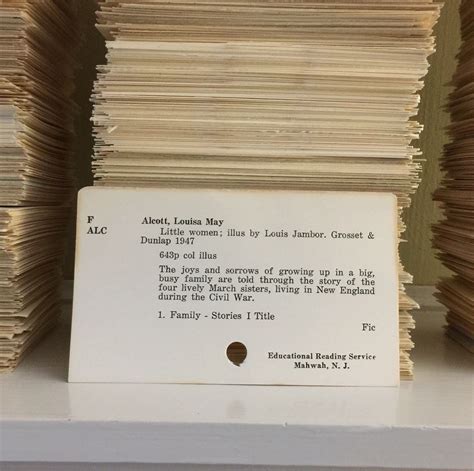 F
Alcott, Louisa May
ALC
Little women; illus by Louis Jambor. Grosset &
Dunlap 1947
643p col illus
The joys and sorrows of growing up in a big,
busy family are told through the story of the
four lively March sisters, living in New England
during the Civil War.
1. Family - Stories I Title
Fic
Educational Reading Service
Mahwah, N. J.